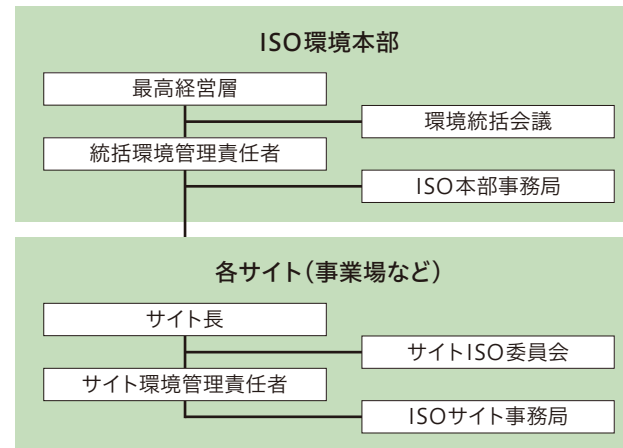 ISO環境本部
最高経営層
環境統括会議
統括環境管理責任者
ISO本部事務局
各サイト（事業場など）
サイト長
サイトISO委員会
サイト環境管理責任者
ISOサイト事務局